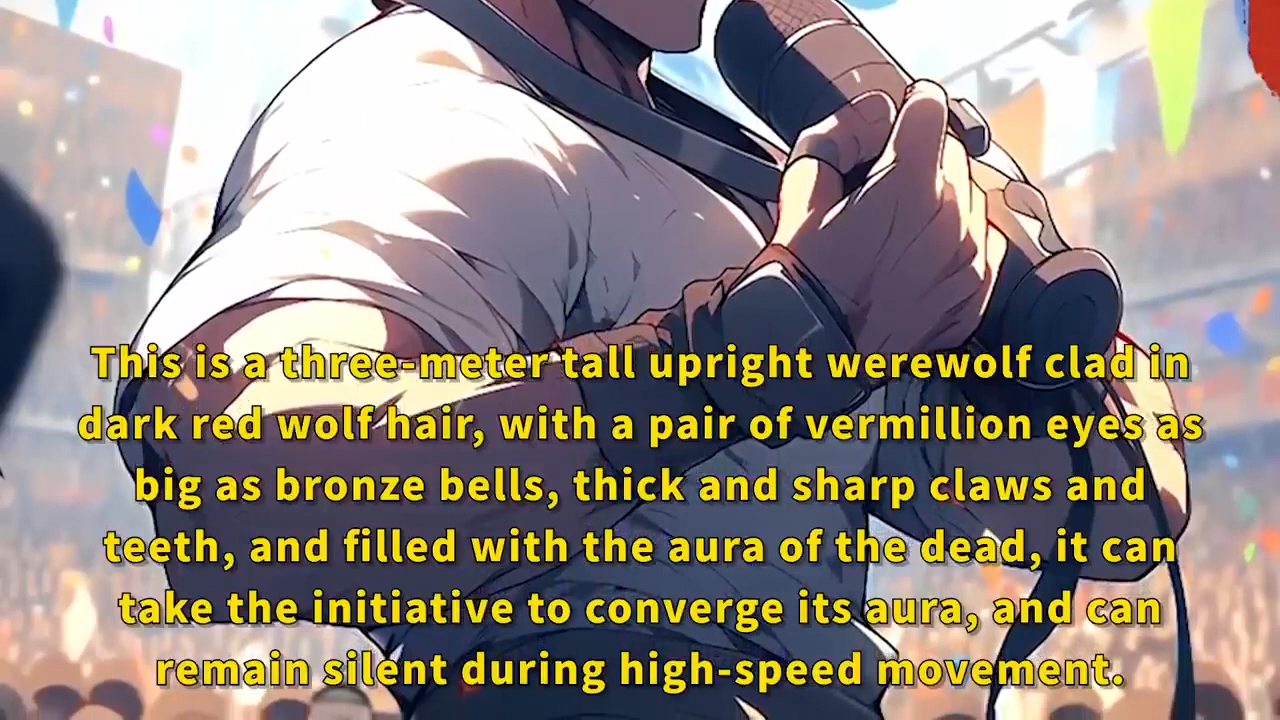 This is a three-meter tall upright werewolf clad in
dark red wolf hair, with a pair of vermillion eyes as
big as bronze bells, thick and sharp claws and
teeth, and filled with the aura of the dead, it can
take the initiative to converge its aura, and can
remain silent during high-speed movement.